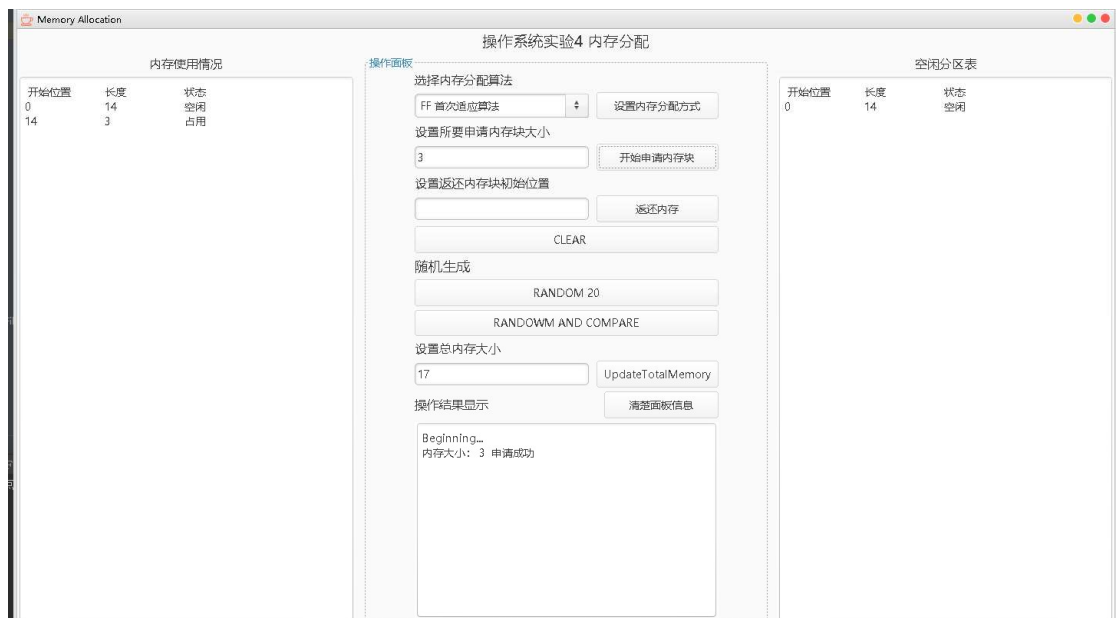 Memory Allocation
操作系统实验4 内存分配
内存使用情况
开始位置 长度 状态
0 14 空闲
14 3 占用
操作面板
选择内存分配算法
FF 首次适应算法 设置内存分配方式
设置所要申请内存块大小
3 开始申请内存块
设置返还内存块初始位置
返还内存
CLEAR
随机生成
RANDOM 20
RANDOWM AND COMPARE
设置总内存大小
17 UpdateTotalMemory
操作结果显示 清楚面板信息
Beginning...
内存大小: 3 申请成功
空闲分区表
开始位置 长度 状态
0 14 空闲